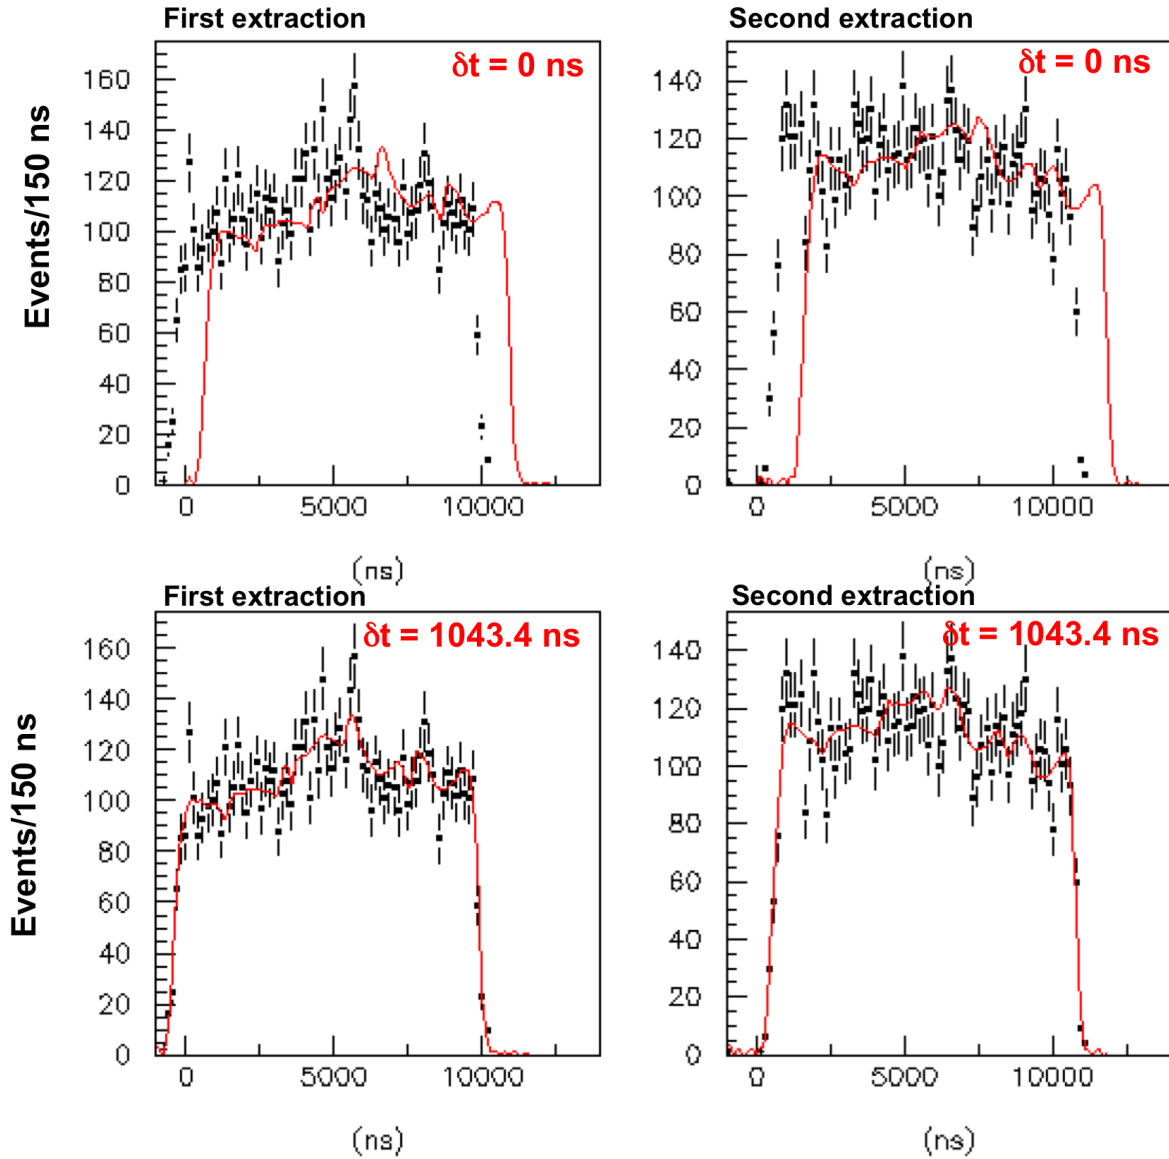 First extraction
Second extraction
δt = 0 ns
δt = 0 ns
Events/150 ns
160
140
120
100
80
60
40
20
0
0 5000 10000
(ns)
140
120
100
80
60
40
20
0
0 5000 10000
(ns)
First extraction
Second extraction
δt = 1043.4 ns
δt = 1043.4 ns
Events/150 ns
160
140
120
100
80
60
40
20
0
0 5000 10000
(ns)
140
120
100
80
60
40
20
0
0 5000 10000
(ns)